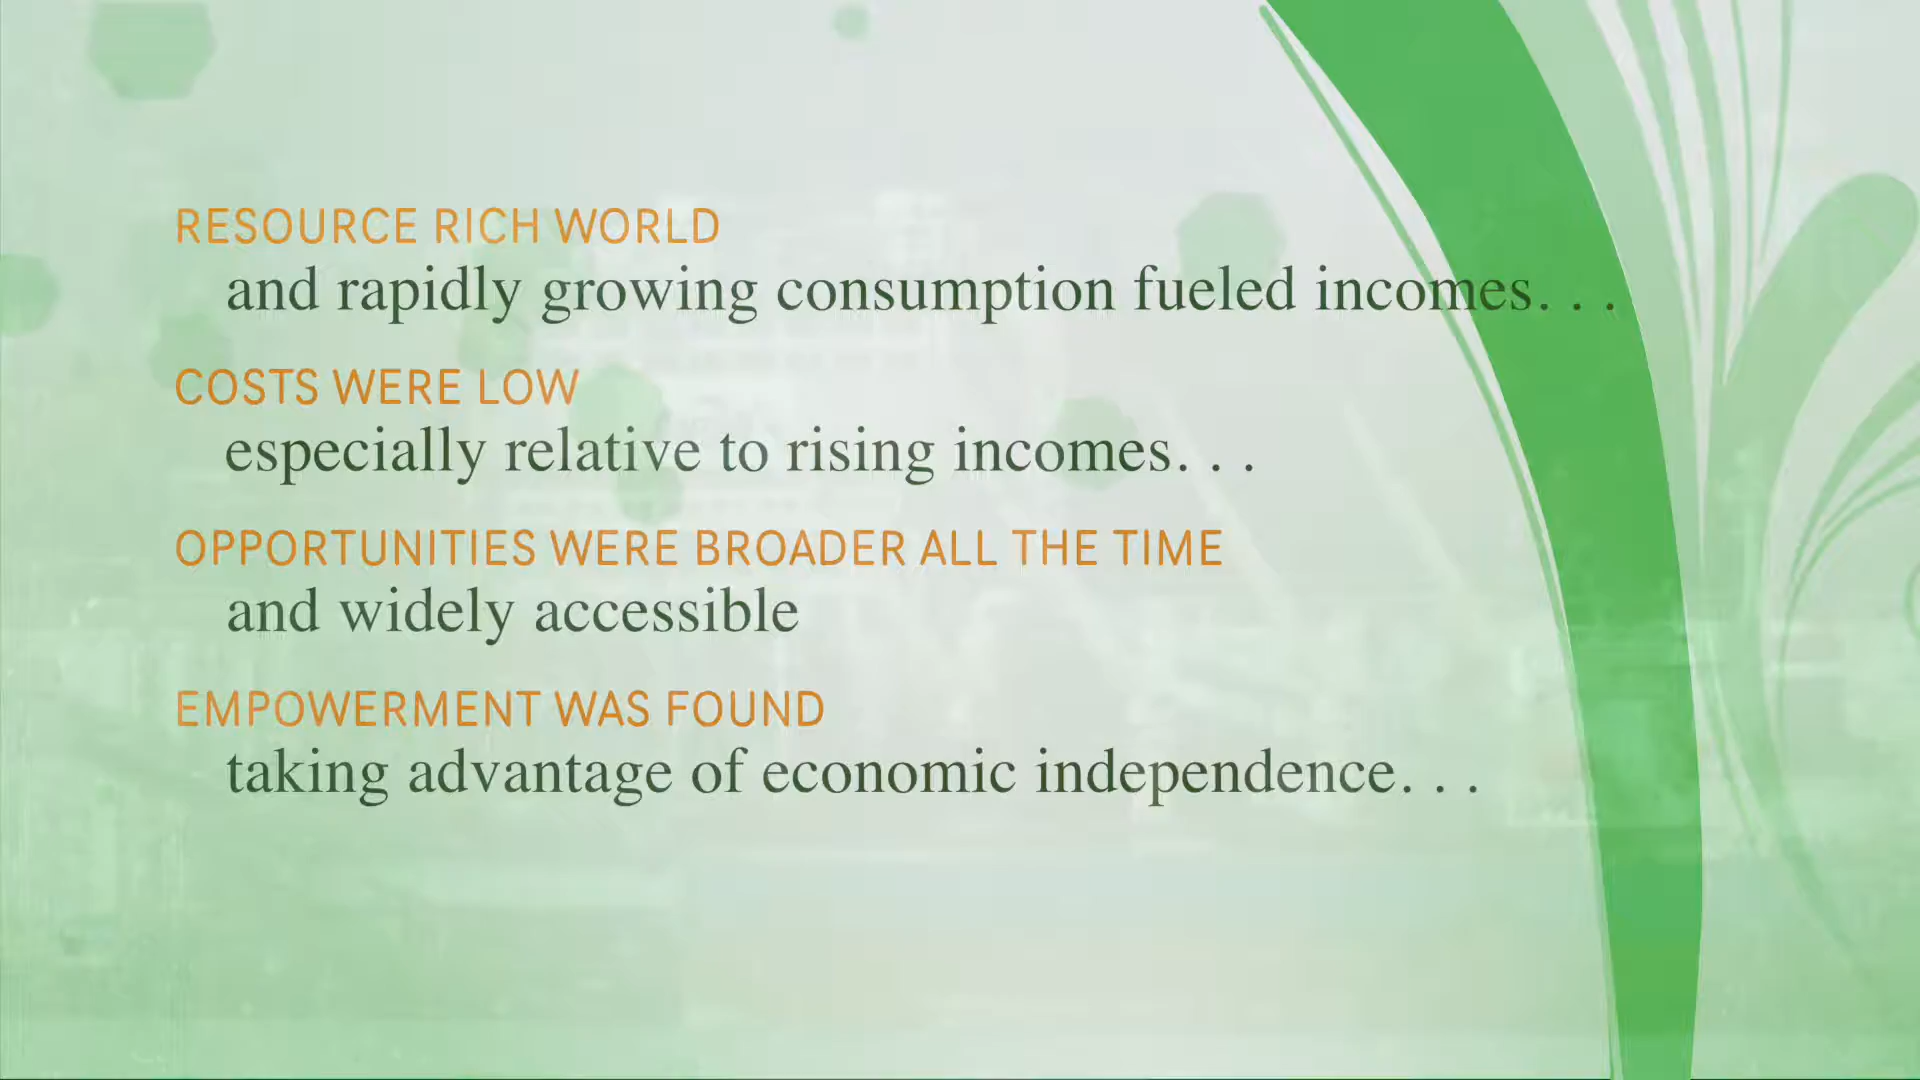 RESOURCE RICH WORLD
and rapidly growing consumption fueled incomes. . .
COSTS WERE LOW
especially relative to rising incomes. . .
OPPORTUNITIES WERE BROADER ALL THE TIME
and widely accessible
EMPOWERMENT WAS FOUND
taking advantage of economic independence. . .